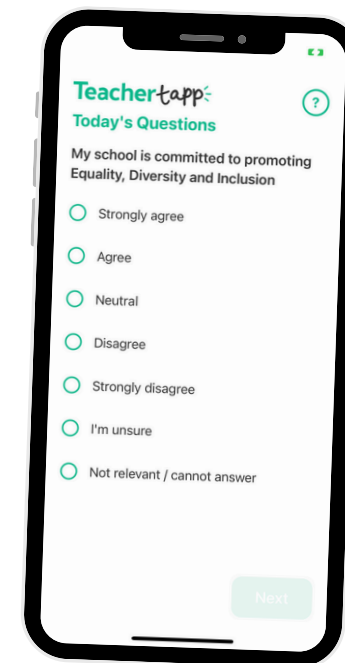 Teachertapp
?
Today's Questions
My school is committed to promoting
Equality, Diversity and Inclusion
Strongly agree
Agree
Neutral
Disagree
Strongly disagree
I'm unsure
Not relevant / cannot answer
Next